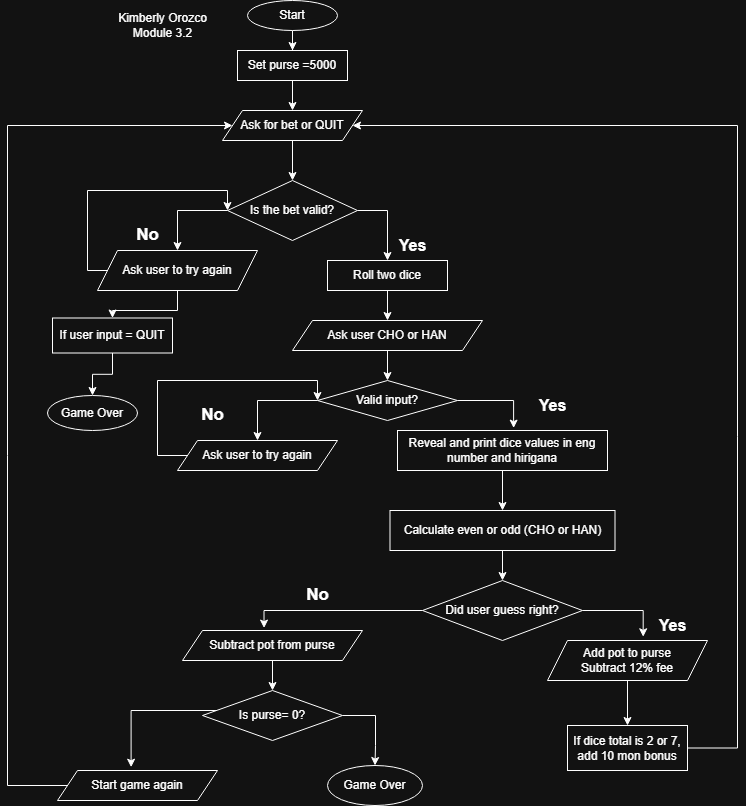 Kimberly Orozco
Module 3.2
Start
Set purse =5000
Ask for bet or QUIT
Is the bet valid?
No
Yes
Ask user to try again
Roll two dice
If user input = QUIT
Ask user CHO or HAN
Game Over
Valid input?
No
Yes
Ask user to try again
Reveal and print dice values in eng
number and hirigana
Calculate even or odd (CHO or HAN)
Did user guess right?
No
Yes
Subtract pot from purse
Add pot to purse
Subtract 12% fee
Is purse= 0?
If dice total is 2 or 7,
add 10 mon bonus
Start game again
Game Over